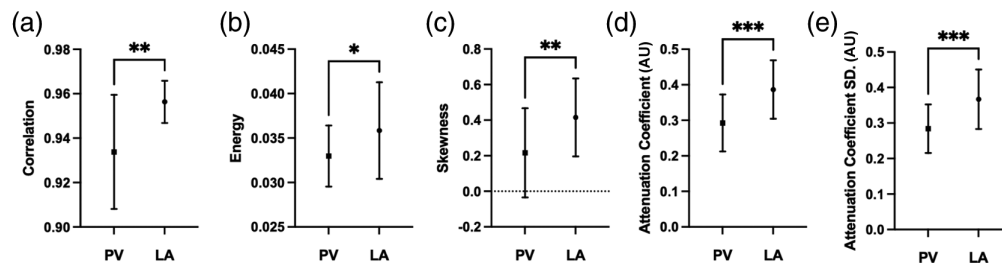 (a)
Correlation
0.98
0.96
0.94
0.92
0.90
**
PV LA
(b)
Energy
0.045
0.040
0.035
0.030
0.025
*
PV LA
(c)
Skewness
0.8
0.6
0.4
0.2
0.0
-0.2
**
PV LA
(d)
Attenuation Coefficient (AU)
0.5
0.4
0.3
0.2
0.1
0.0
***
PV LA
(e)
Attenuation Coefficient SD. (AU)
0.5
0.4
0.3
0.2
0.1
0.0
***
PV LA